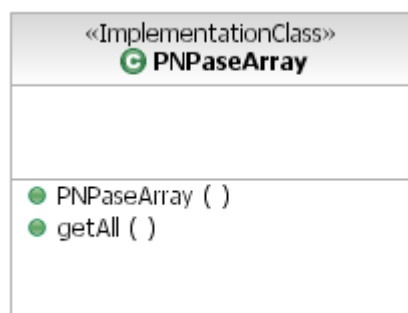 «ImplementationClass»
C PNPaseArray
PNPaseArray ( )
getAll ( )